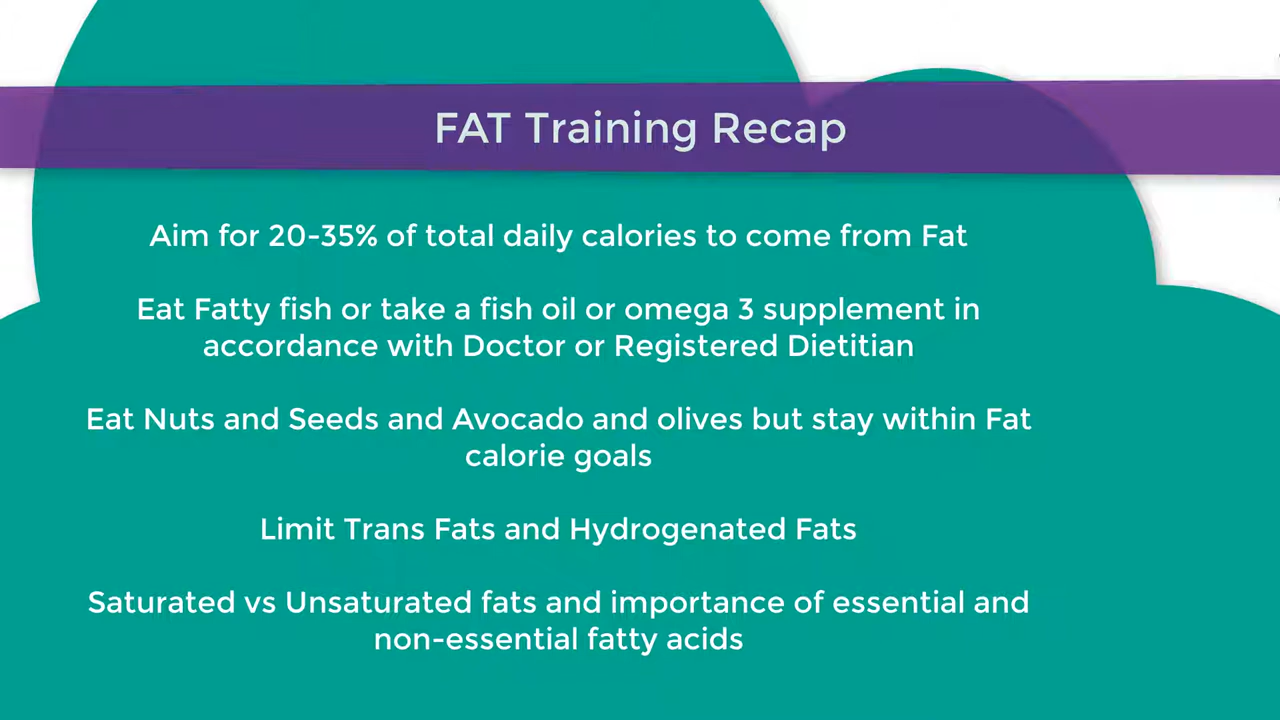 FAT Training Recap
Aim for 20-35% of total daily calories to come from Fat
Eat Fatty fish or take a fish oil or omega 3 supplement in
accordance with Doctor or Registered Dietitian
Eat Nuts and Seeds and Avocado and olives but stay within Fat
calorie goals
Limit Trans Fats and Hydrogenated Fats
Saturated vs Unsaturated fats and importance of essential and
non-essential fatty acids